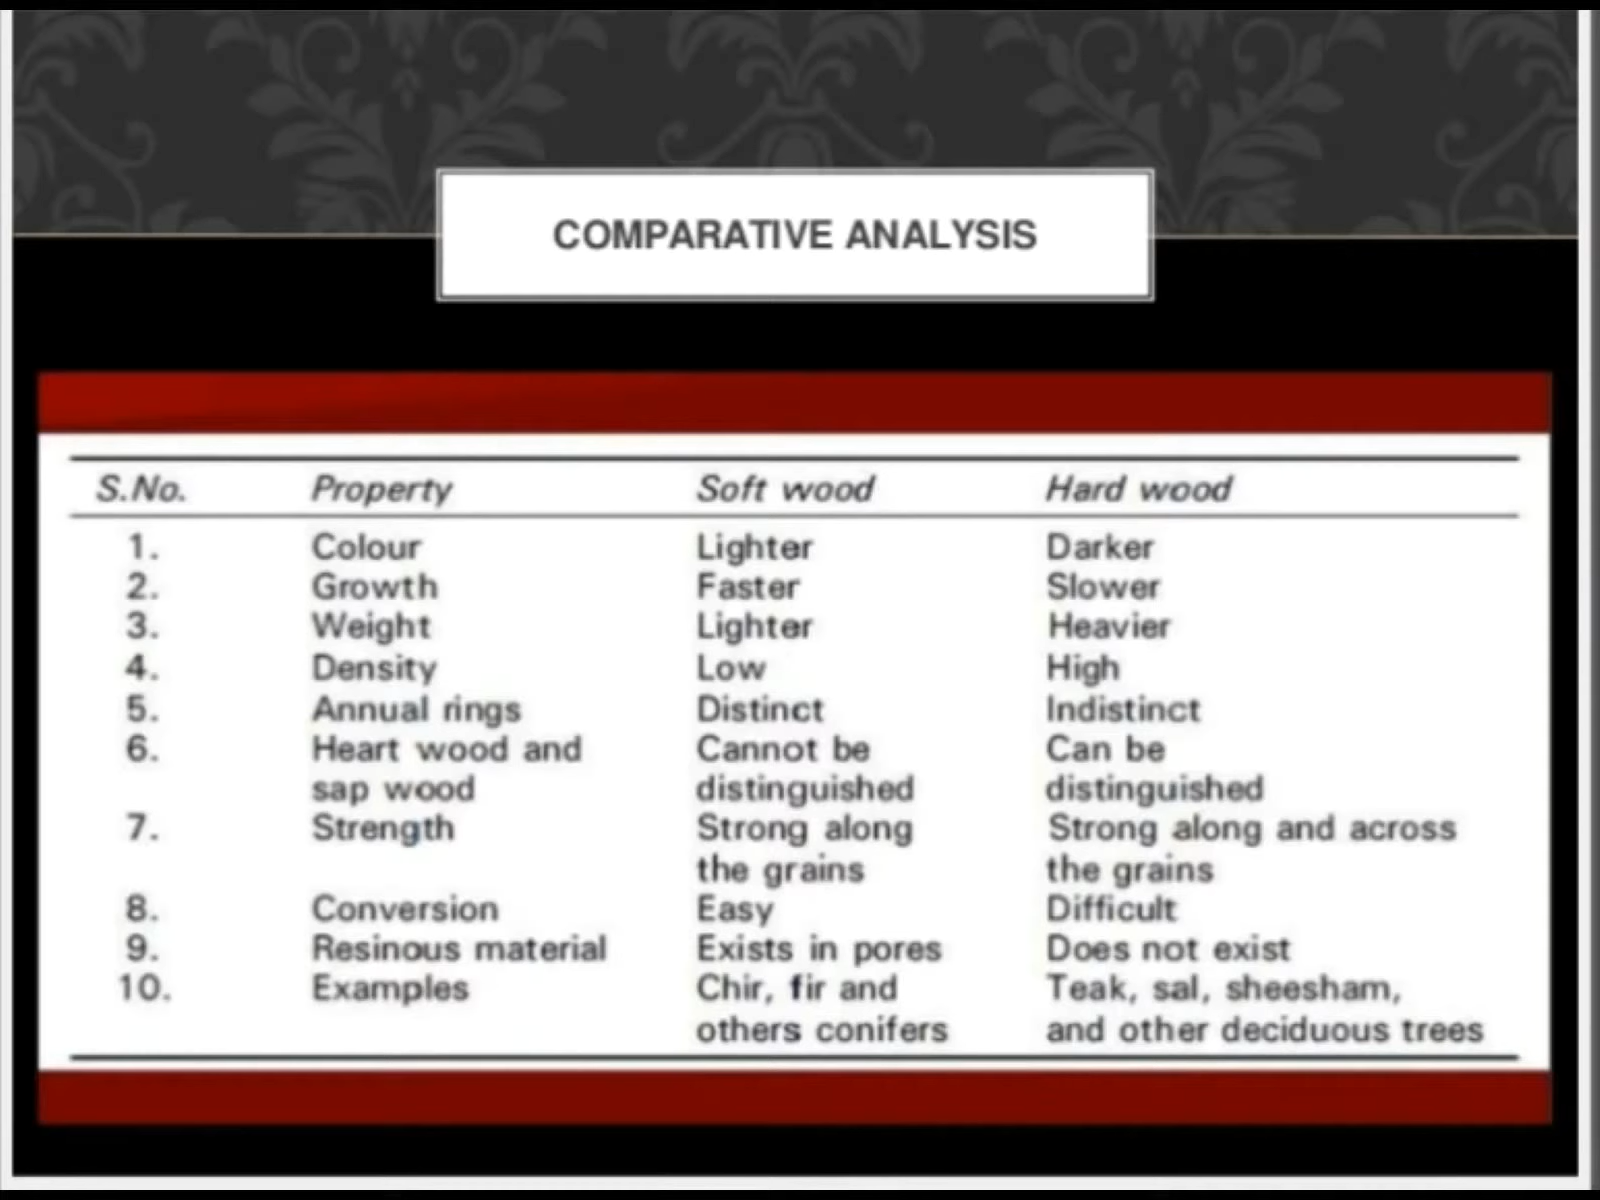 COMPARATIVE ANALYSIS
S.No. Property Soft wood Hard wood
1. Colour Lighter Darker
2. Growth Faster Slower
3. Weight Lighter Heavier
4. Density Low High
5. Annual rings Distinct Indistinct
6. Heart wood and Cannot be Can be
sap wood distinguished distinguished
7. Strength Strong along Strong along and across
the grains the grains
8. Conversion Easy Difficult
9. Resinous material Exists in pores Does not exist
10. Examples Chir, fir and Teak, sal, sheesham,
others conifers and other deciduous trees